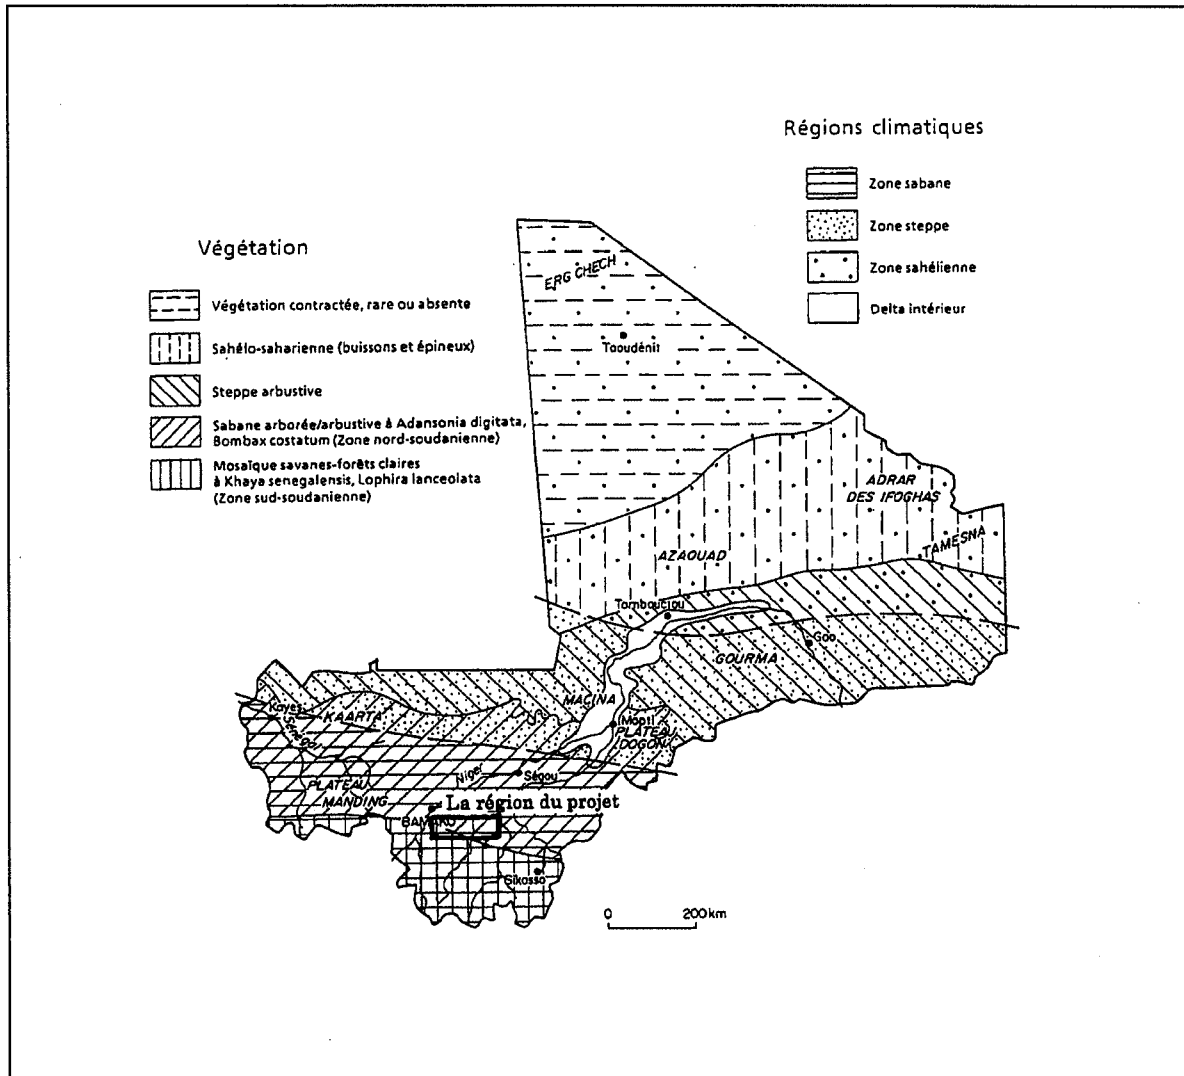 Régions climatiques
Zone sabane
Zone steppe
Zone sahélienne
Delta intérieur
Végétation
Végétation contractée, rare ou absente
Sahélo-saharienne (buissons et épineux)
Steppe arbustive
Sabane arborée/arbustive à Adansonia digitata,
Bombax costatum (Zone nord-soudanienne)
Mosaïque savanes-forêts claires
à Khaya senegalensis, Lophira lanceolata
(Zone sud-soudanienne)
ERG CHECH
Taoudénit
ADRAR
DES IFOGHAS
TAMESNA
AZAOUAD
Tombouctou
Gao
GOURMA
MACINA
Kayes
KAARTA
Sénégal
Mopti
PLATEAU
DOGON
Niger
Ségou
PLATEAU
MANDING
La région du projet
BAMAKO
Sikasso
0 200km